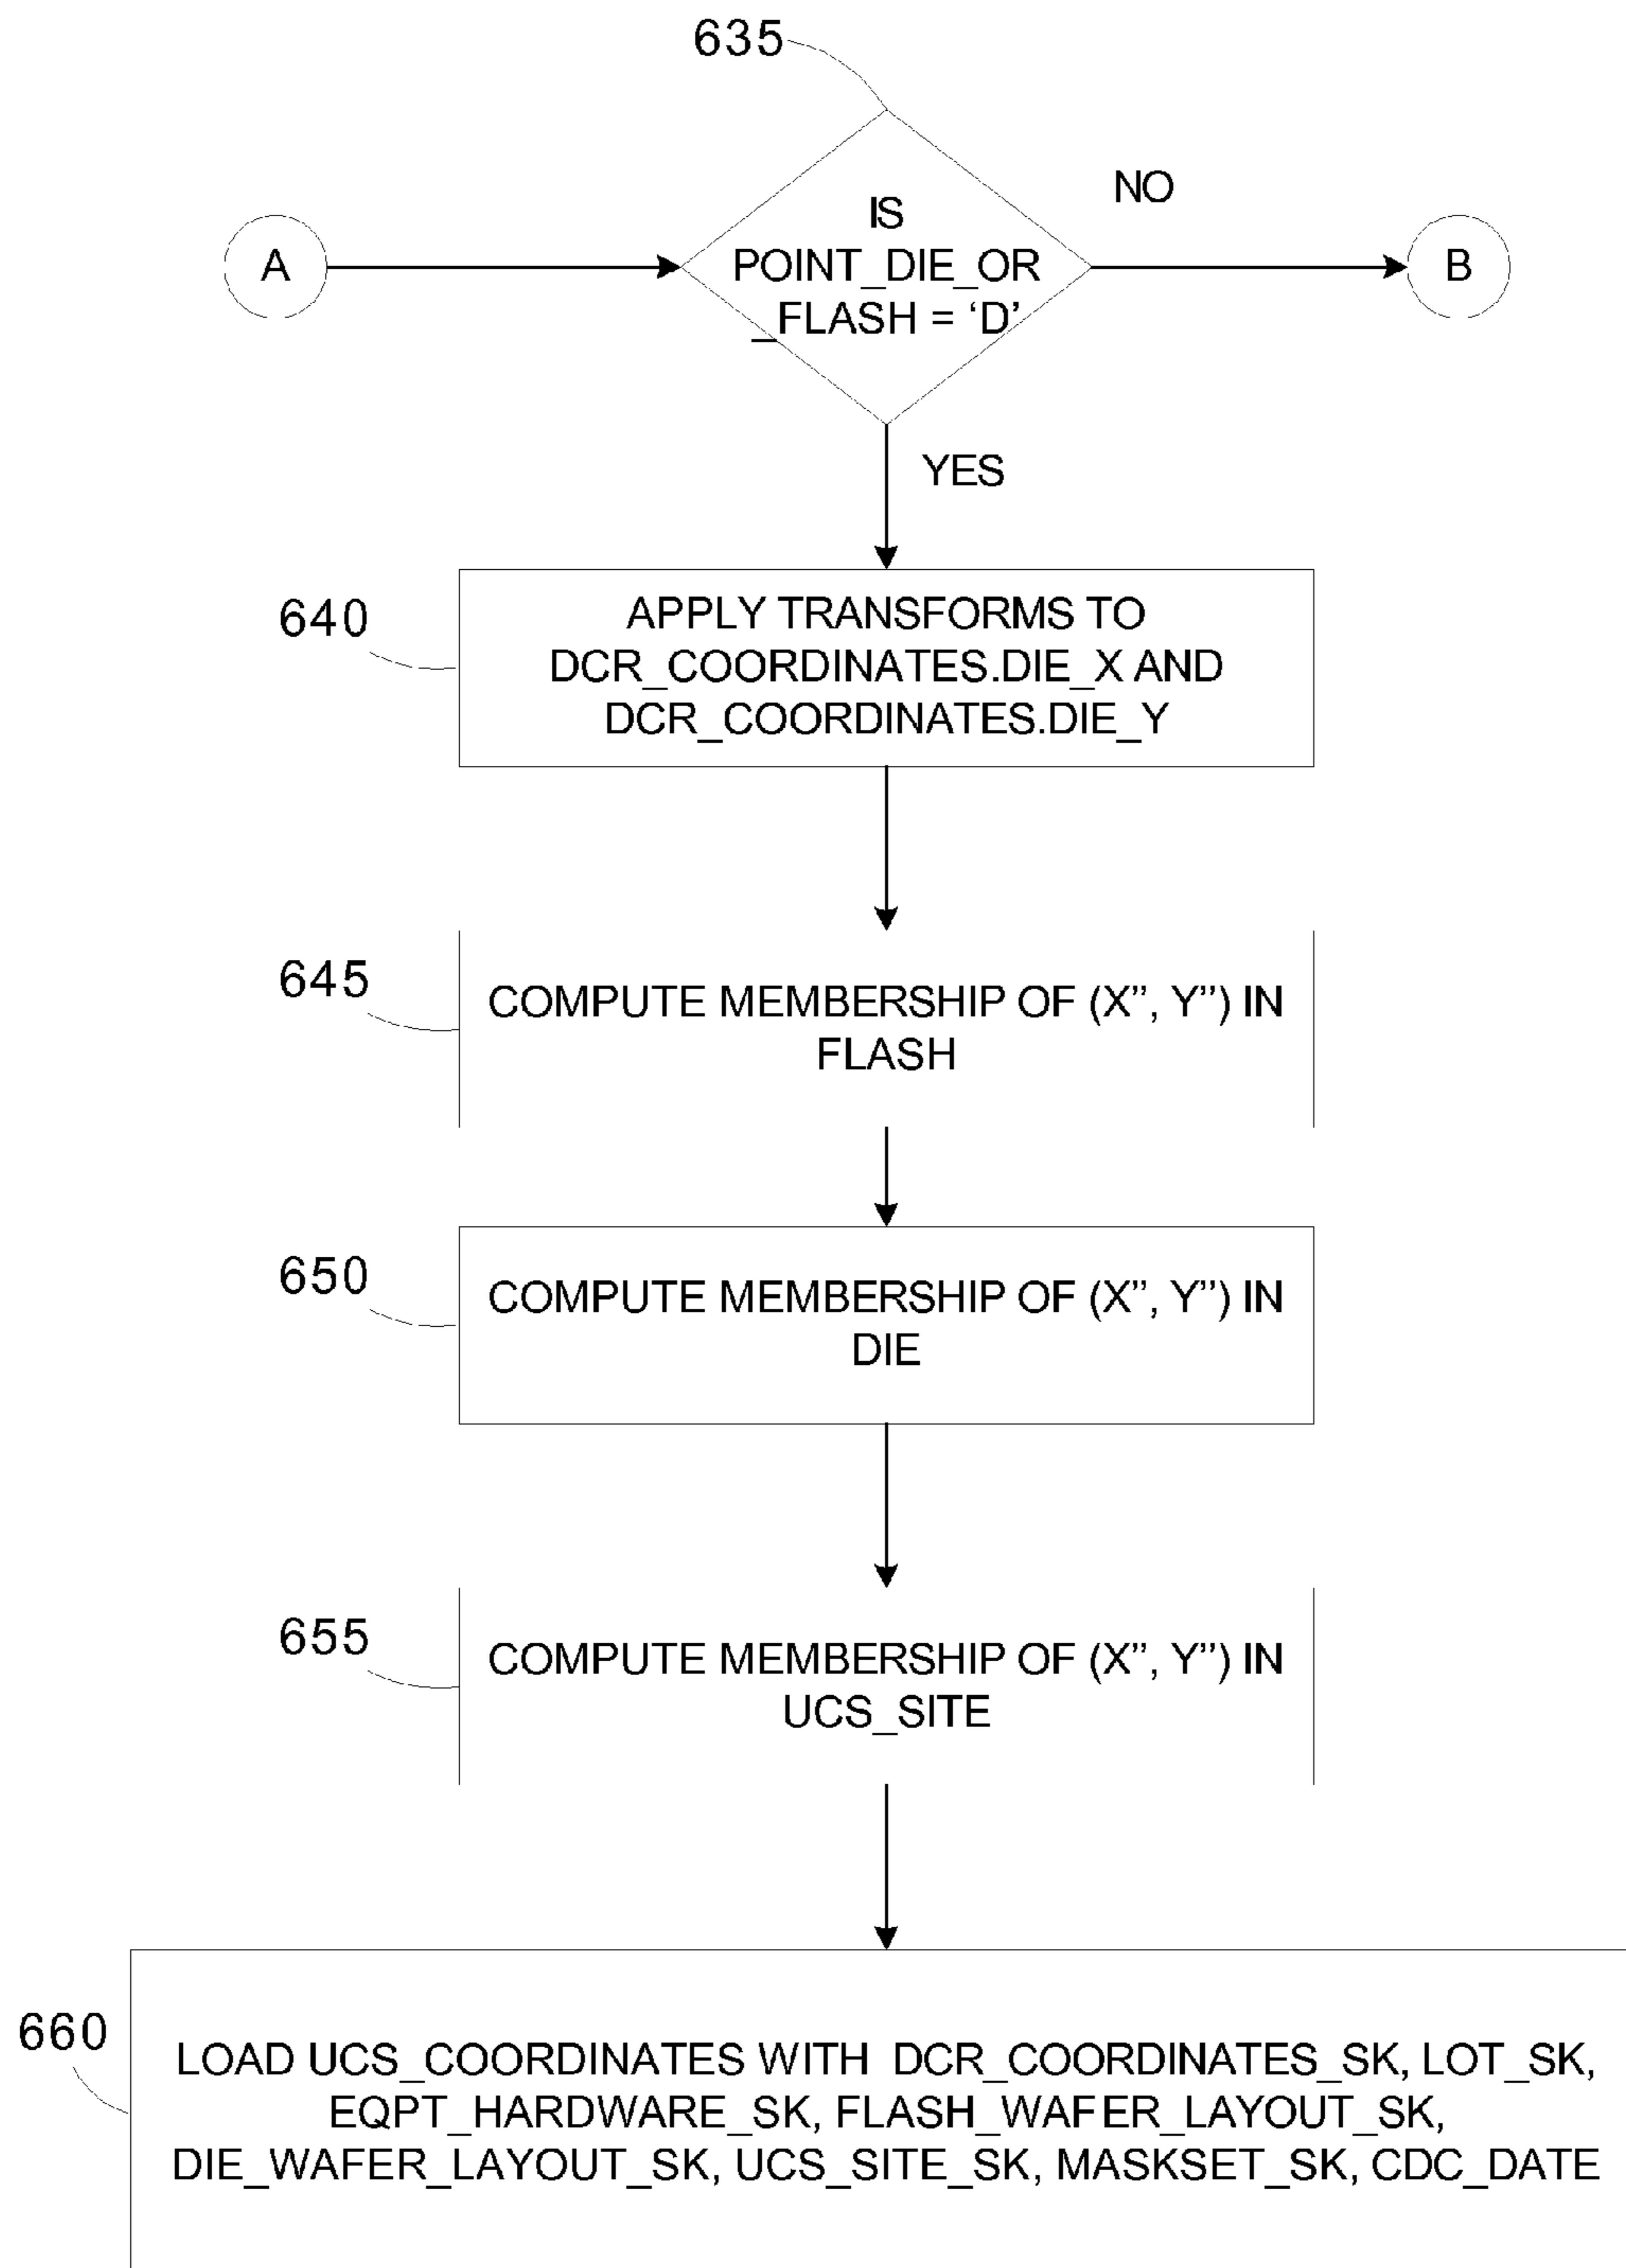 635
IS
POINT_DIE_OR
_FLASH = ‘D’
NO
A
B
YES
640
APPLY TRANSFORMS TO
DCR_COORDINATES.DIE_X AND
DCR_COORDINATES.DIE_Y
645
COMPUTE MEMBERSHIP OF (X’’, Y’’) IN
FLASH
650
COMPUTE MEMBERSHIP OF (X’’, Y’’) IN
DIE
655
COMPUTE MEMBERSHIP OF (X’’, Y’’) IN
UCS_SITE
660
LOAD UCS_COORDINATES WITH DCR_COORDINATES_SK, LOT_SK,
EQPT_HARDWARE_SK, FLASH_WAFER_LAYOUT_SK,
DIE_WAFER_LAYOUT_SK, UCS_SITE_SK, MASKSET_SK, CDC_DATE